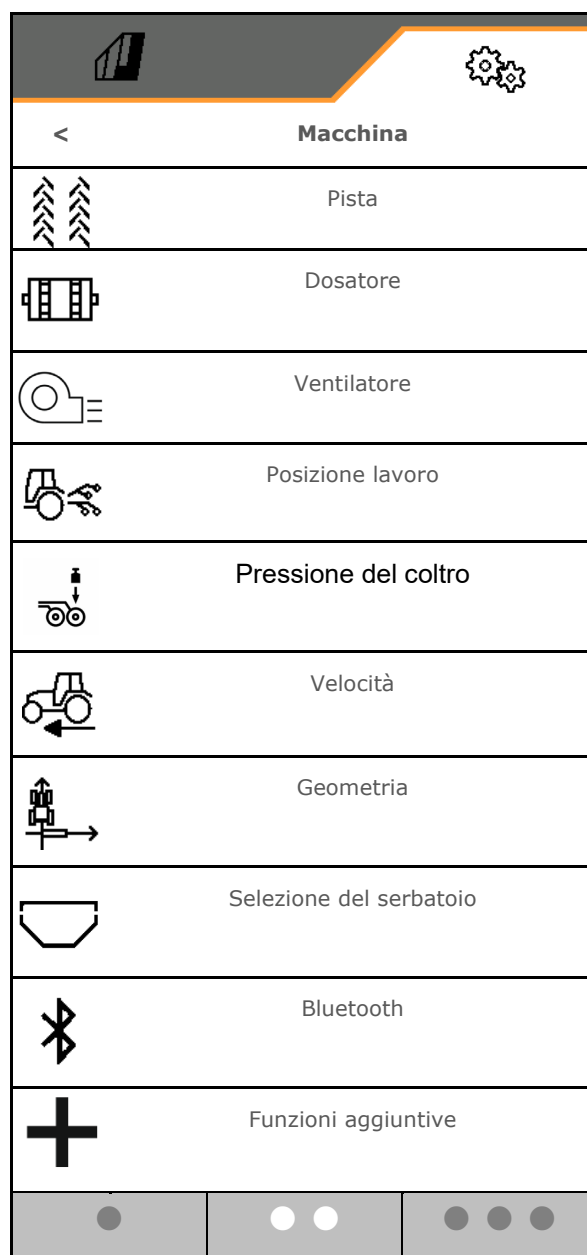 < Macchina
Pista
Dosatore
Ventilatore
Posizione lavoro
Pressione del coltro
Velocità
Geometria
Selezione del serbatoio
Bluetooth
Funzioni aggiuntive